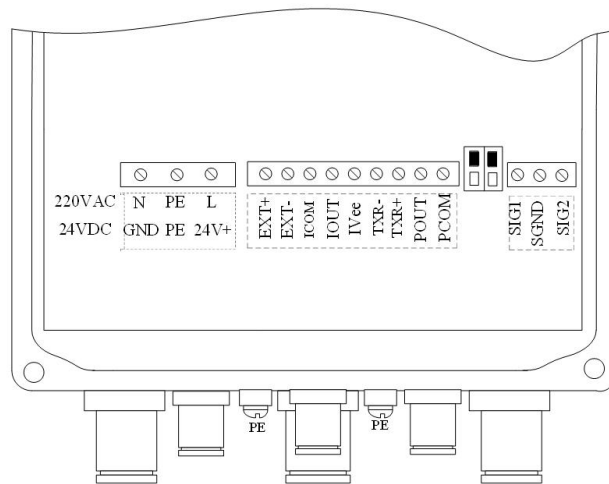 220VAC N PE L
24VDC GND PE 24V+
EXT+
EXT-
ICOM
IOUT
IVee
TXR-
TXR+
POUT
PCOM
SIG1
SGND
SIG2
PE
PE